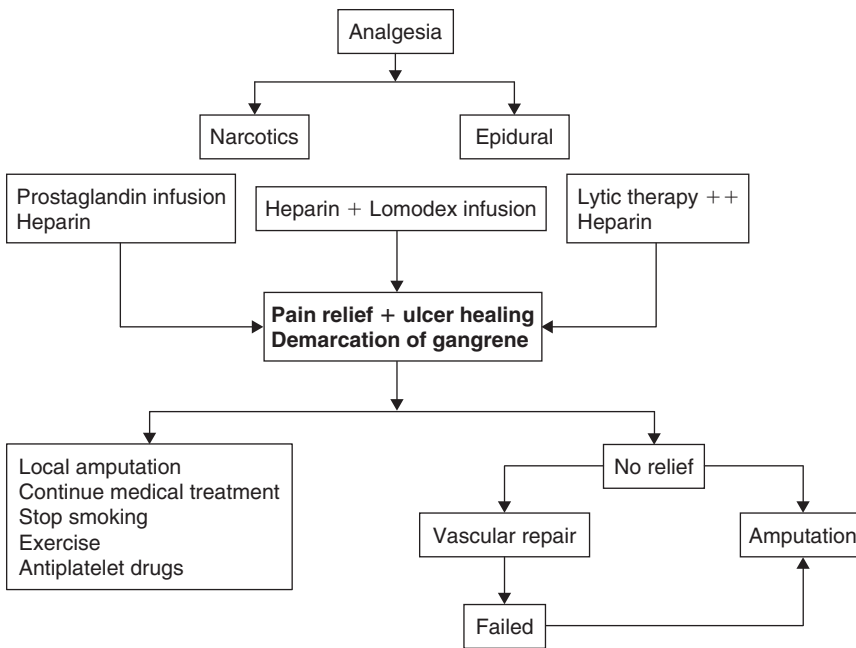 Analgesia
Narcotics
Epidural
Prostaglandin infusion
Heparin
Heparin + Lomodex infusion
Lytic therapy ++
Heparin
Pain relief + ulcer healing
Demarcation of gangrene
Local amputation
Continue medical treatment
Stop smoking
Exercise
Antiplatelet drugs
No relief
Vascular repair
Amputation
Failed